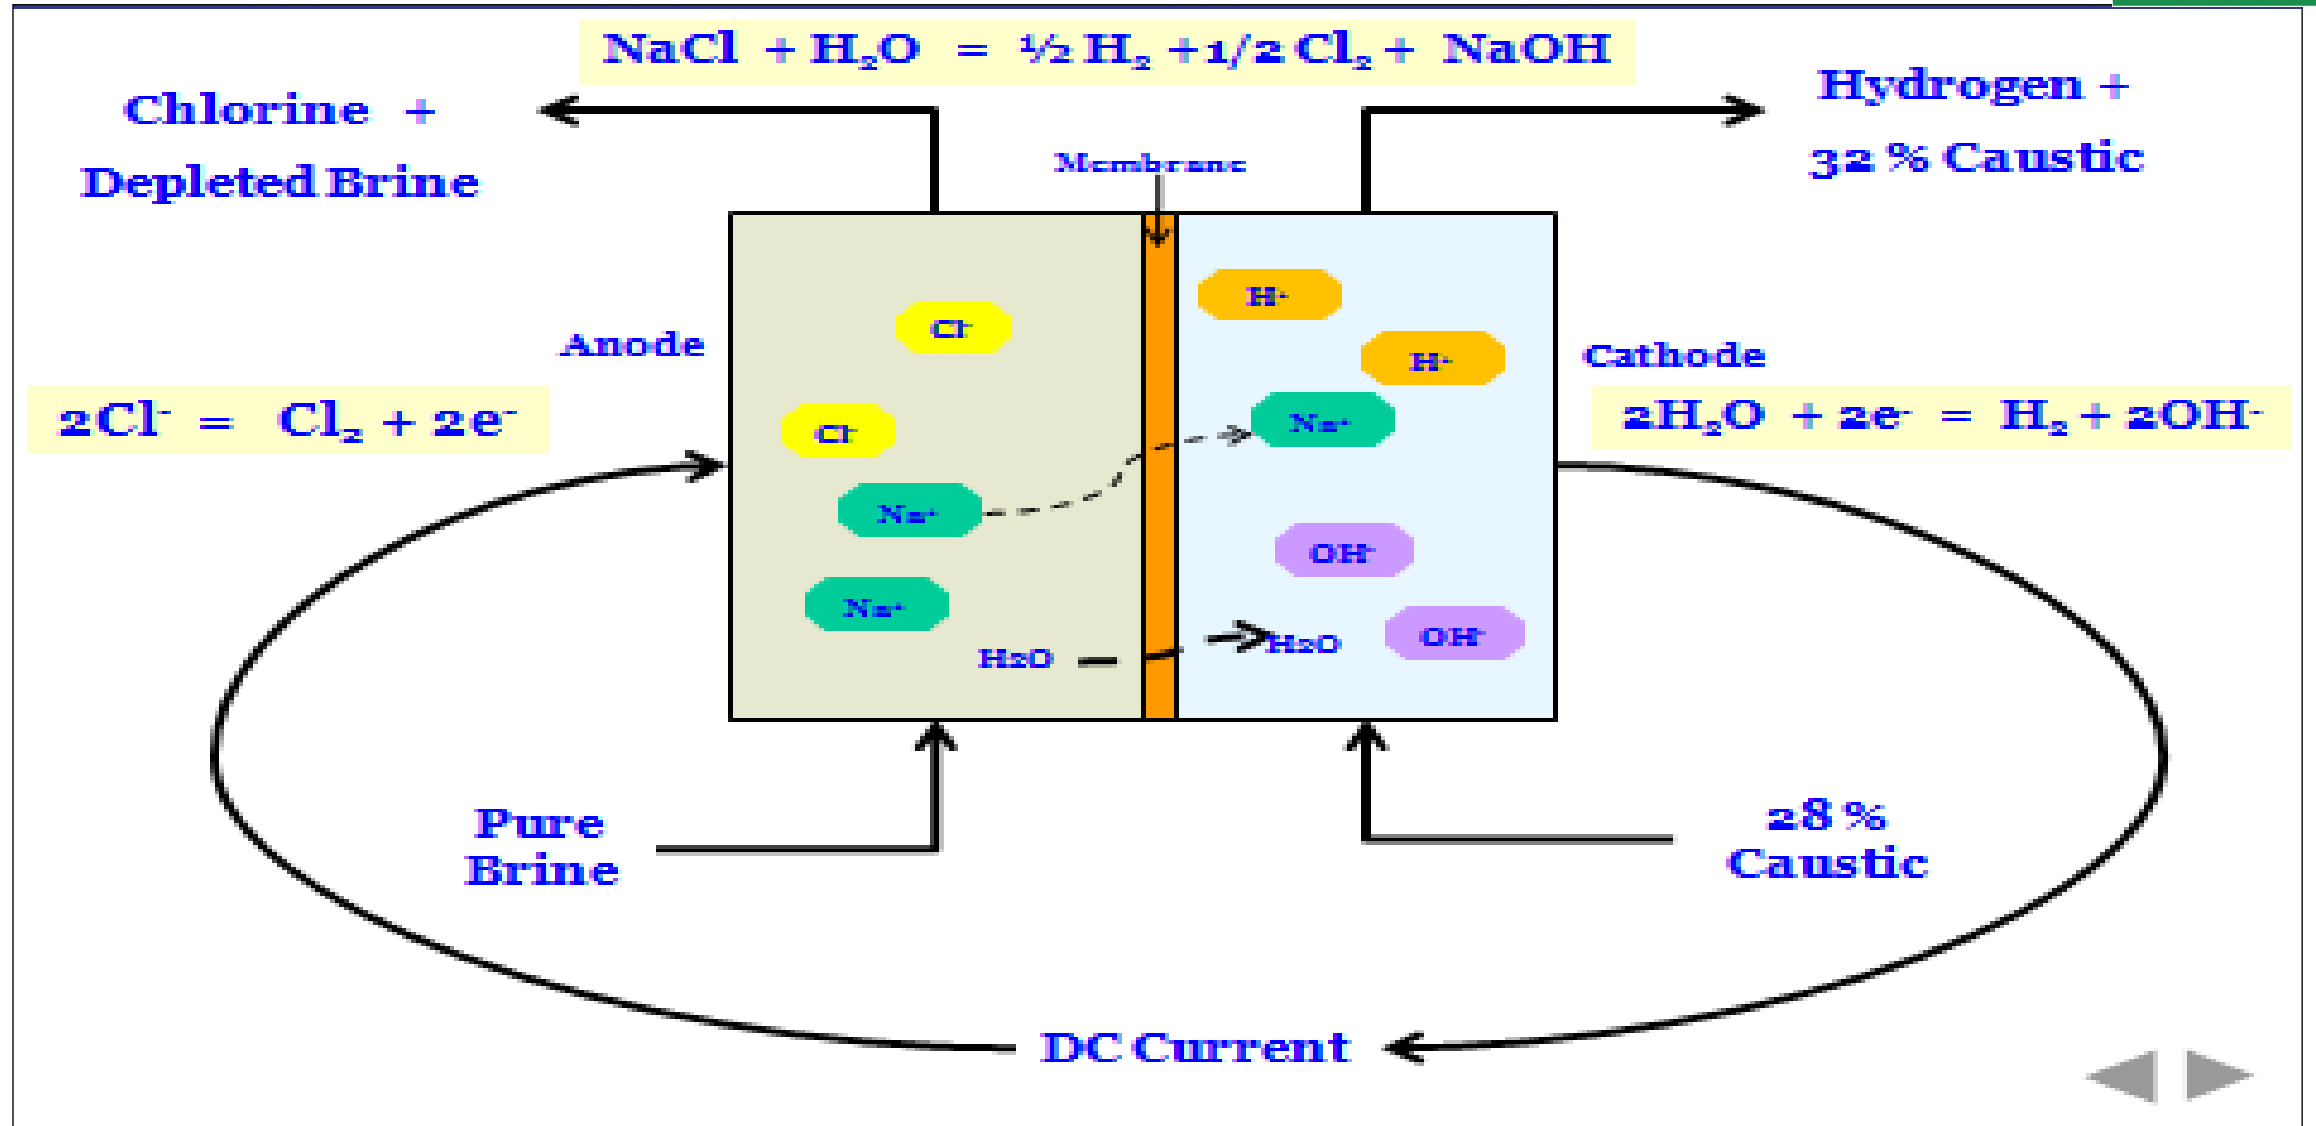 NaCl + H₂O = ½ H₂ +1/2 Cl₂ + NaOH
Chlorine +
Depleted Brine
Hydrogen +
32 % Caustic
Membrane
Anode
Cathode
2Cl⁻ = Cl₂ + 2e⁻
2H₂O + 2e⁻ = H₂ + 2OH⁻
Cl⁻
Cl⁻
Na⁺
Na⁺
H2O
H⁺
H⁺
Na⁺
OH⁻
OH⁻
H2O
Pure
Brine
28 %
Caustic
DC Current